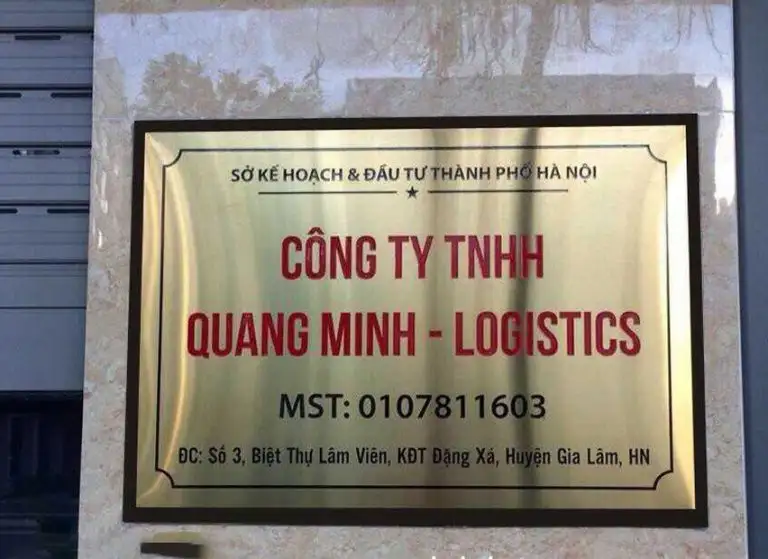 SỞ KẾ HOẠCH & ĐẦU TƯ THÀNH PHỐ HÀ NỘI
CÔNG TY TNHH
QUANG MINH - LOGISTICS
MST: 0107811603
ĐC: Số 3, Biệt Thự Lâm Viên, KĐT Đặng Xá, Huyện Gia Lâm, HN